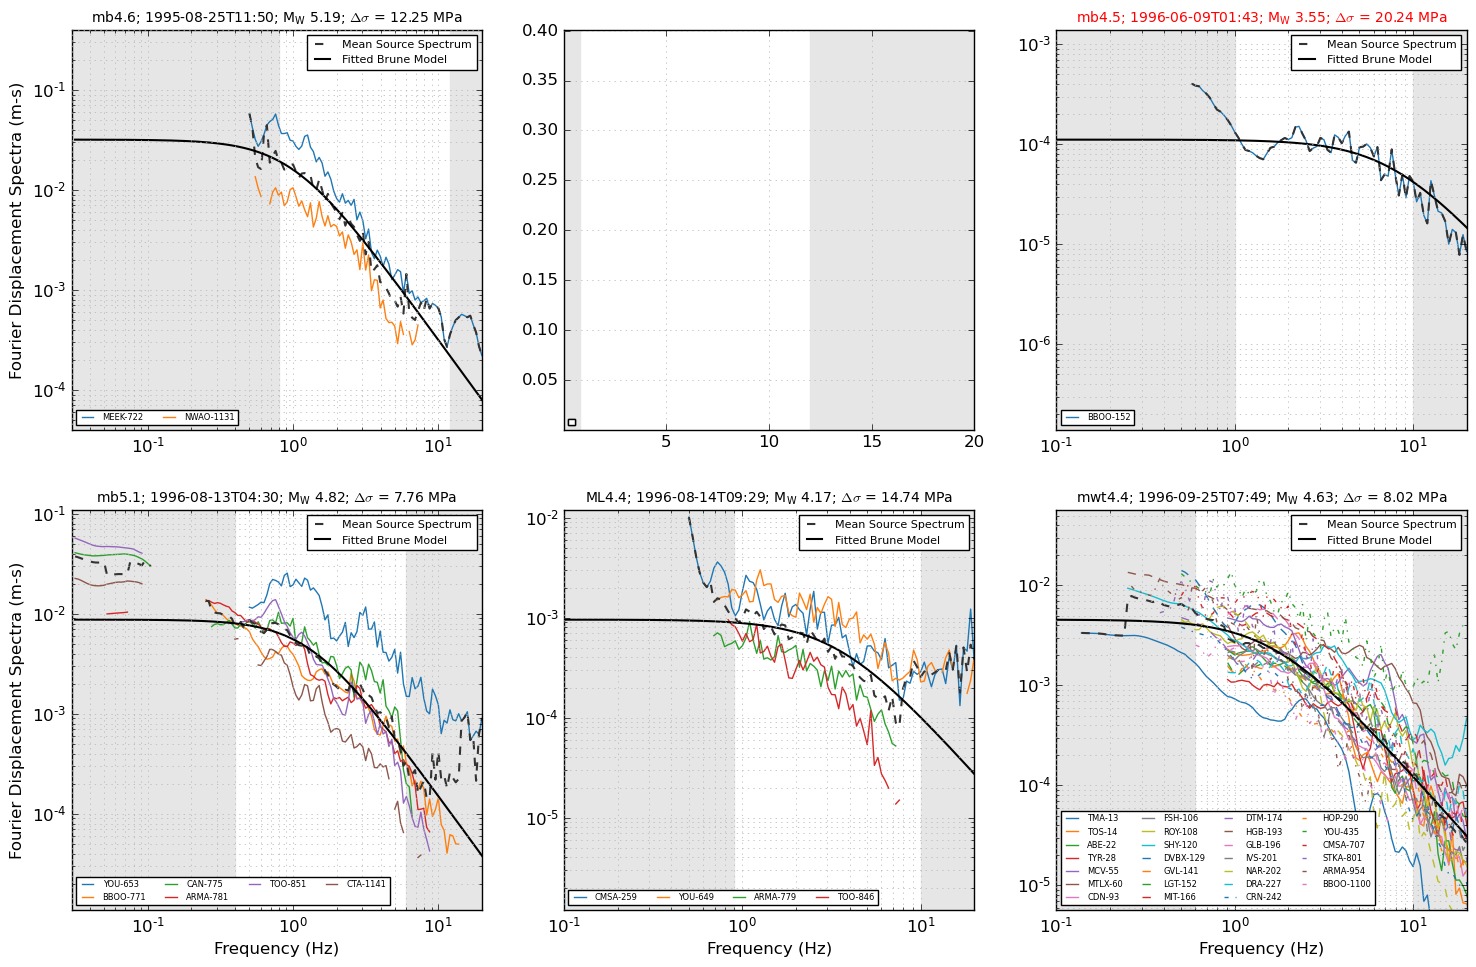 mb4.6; 1995-08-25T11:50; MW 5.19; Δσ = 12.25 MPa
Fourier Displacement Spectra (m-s)
10-1
10-2
10-3
10-4
Mean Source Spectrum
Fitted Brune Model
MEEK-722 NWAO-1131
10-1 100 101
0.40
0.35
0.30
0.25
0.20
0.15
0.10
0.05
5 10 15 20
mb4.5; 1996-06-09T01:43; MW 3.55; Δσ = 20.24 MPa
10-3
10-4
10-5
10-6
Mean Source Spectrum
Fitted Brune Model
BBOO-152
10-1 100 101
mb5.1; 1996-08-13T04:30; MW 4.82; Δσ = 7.76 MPa
Fourier Displacement Spectra (m-s)
10-1
10-2
10-3
10-4
Mean Source Spectrum
Fitted Brune Model
YOU-653 CAN-775 TOO-851 CTA-1141
BBOO-771 ARMA-781
10-1 100 101
Frequency (Hz)
ML4.4; 1996-08-14T09:29; MW 4.17; Δσ = 14.74 MPa
10-2
10-3
10-4
10-5
Mean Source Spectrum
Fitted Brune Model
CMSA-259 YOU-649 ARMA-779 TOO-846
10-1 100 101
Frequency (Hz)
mwt4.4; 1996-09-25T07:49; MW 4.63; Δσ = 8.02 MPa
10-2
10-3
10-4
10-5
Mean Source Spectrum
Fitted Brune Model
TMA-13 FSH-106 DTM-174 HOP-290
TOS-14 ROY-108 HGB-193 YOU-435
ABE-22 SHY-120 GLB-196 CMSA-707
TYR-28 DVBX-129 IVS-201 STKA-801
MCV-55 GVL-141 NAR-202 ARMA-954
MTLX-60 LGT-152 DRA-227 BBOO-1100
CDN-93 MIT-166 CRN-242
10-1 100 101
Frequency (Hz)